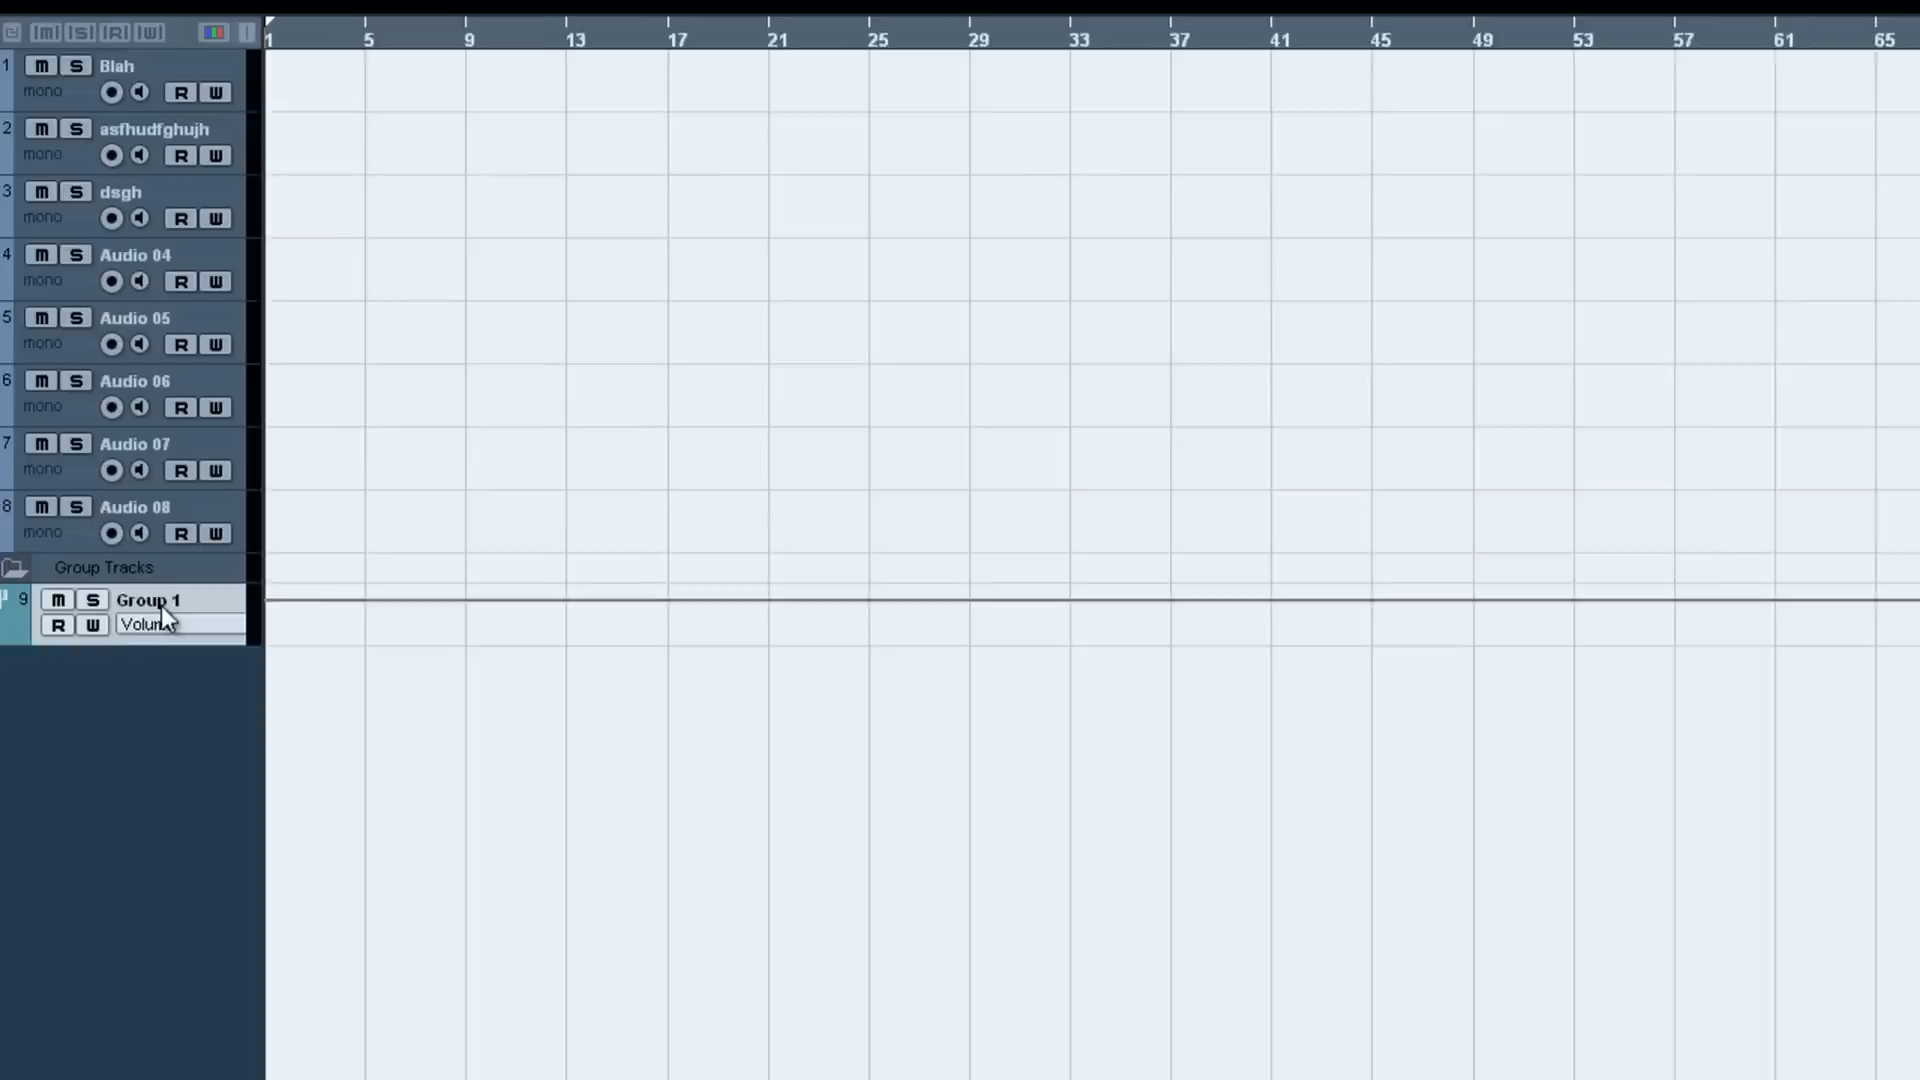 M S R W
1 5 9 13 17 21 25 29 33 37 41 45 49 53 57 61 65
1 M S Blah
mono R W
2 M S asfhudfghujh
mono R W
3 M S dsgh
mono R W
4 M S Audio 04
mono R W
5 M S Audio 05
mono R W
6 M S Audio 06
mono R W
7 M S Audio 07
mono R W
8 M S Audio 08
mono R W
Group Tracks
9 M S Group 1
R W